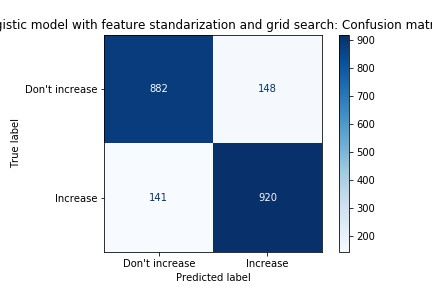 gistic model with feature standarization and grid search: Confusion matr
Don't increase
Increase
True label
882
148
141
920
Don't increase
Increase
Predicted label
900
800
700
600
500
400
300
200